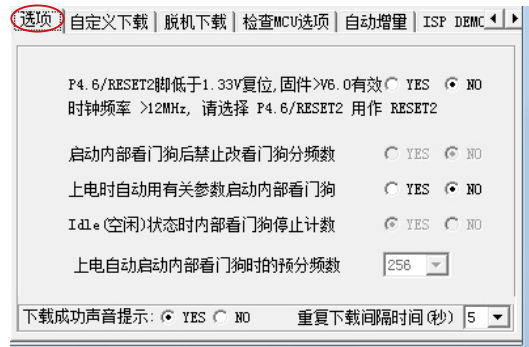 选项 自定义下载 脱机下载 检查MCU选项 自动增量 ISP DEMO
P4.6/RESET2脚低于1.33V复位,固件>V6.0有效 YES NO
时钟频率 >12MHz, 请选择 P4.6/RESET2 用作 RESET2
启动内部看门狗后禁止改看门狗分频数 YES NO
上电时自动用有关参数启动内部看门狗 YES NO
Idle(空闲)状态时内部看门狗停止计数 YES NO
上电自动启动内部看门狗时的预分频数 256
下载成功声音提示: YES NO 重复下载间隔时间(秒) 5